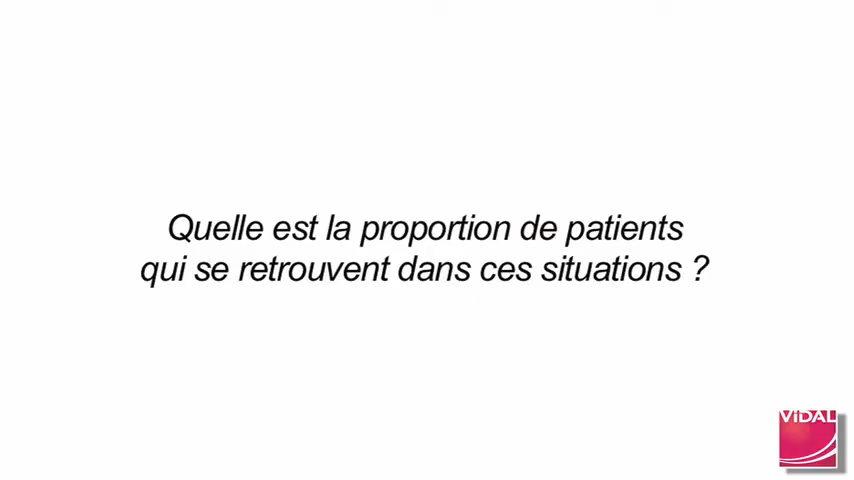 Quelle est la proportion de patients
qui se retrouvent dans ces situations ?
ViDAL